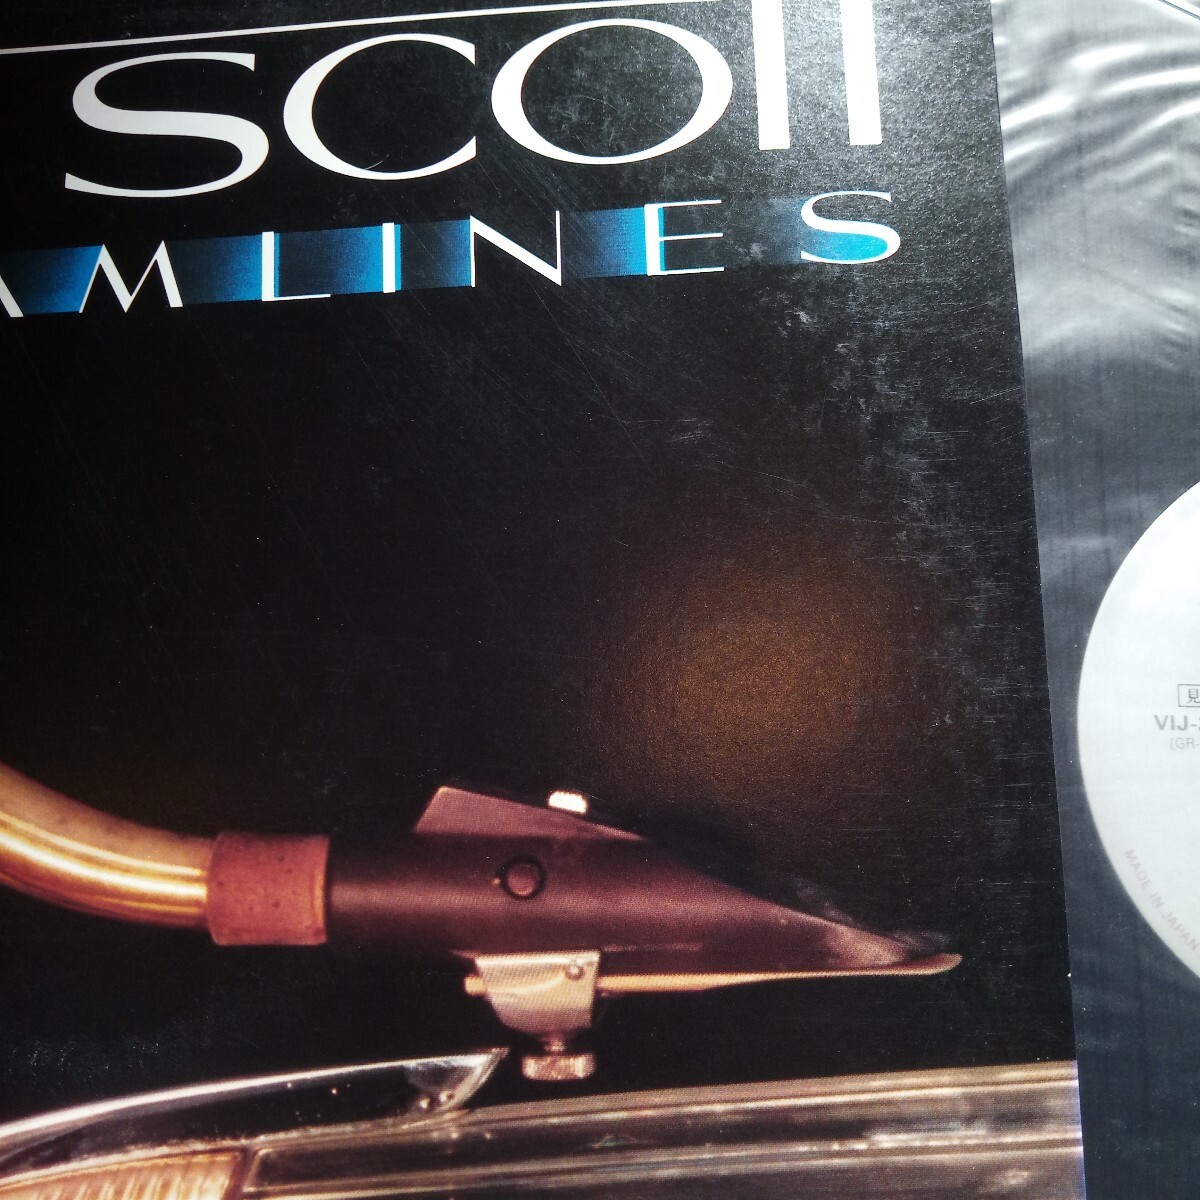 SCOTT
AMLINES
見
VIJ-
(GR-
MADE IN JAPAN